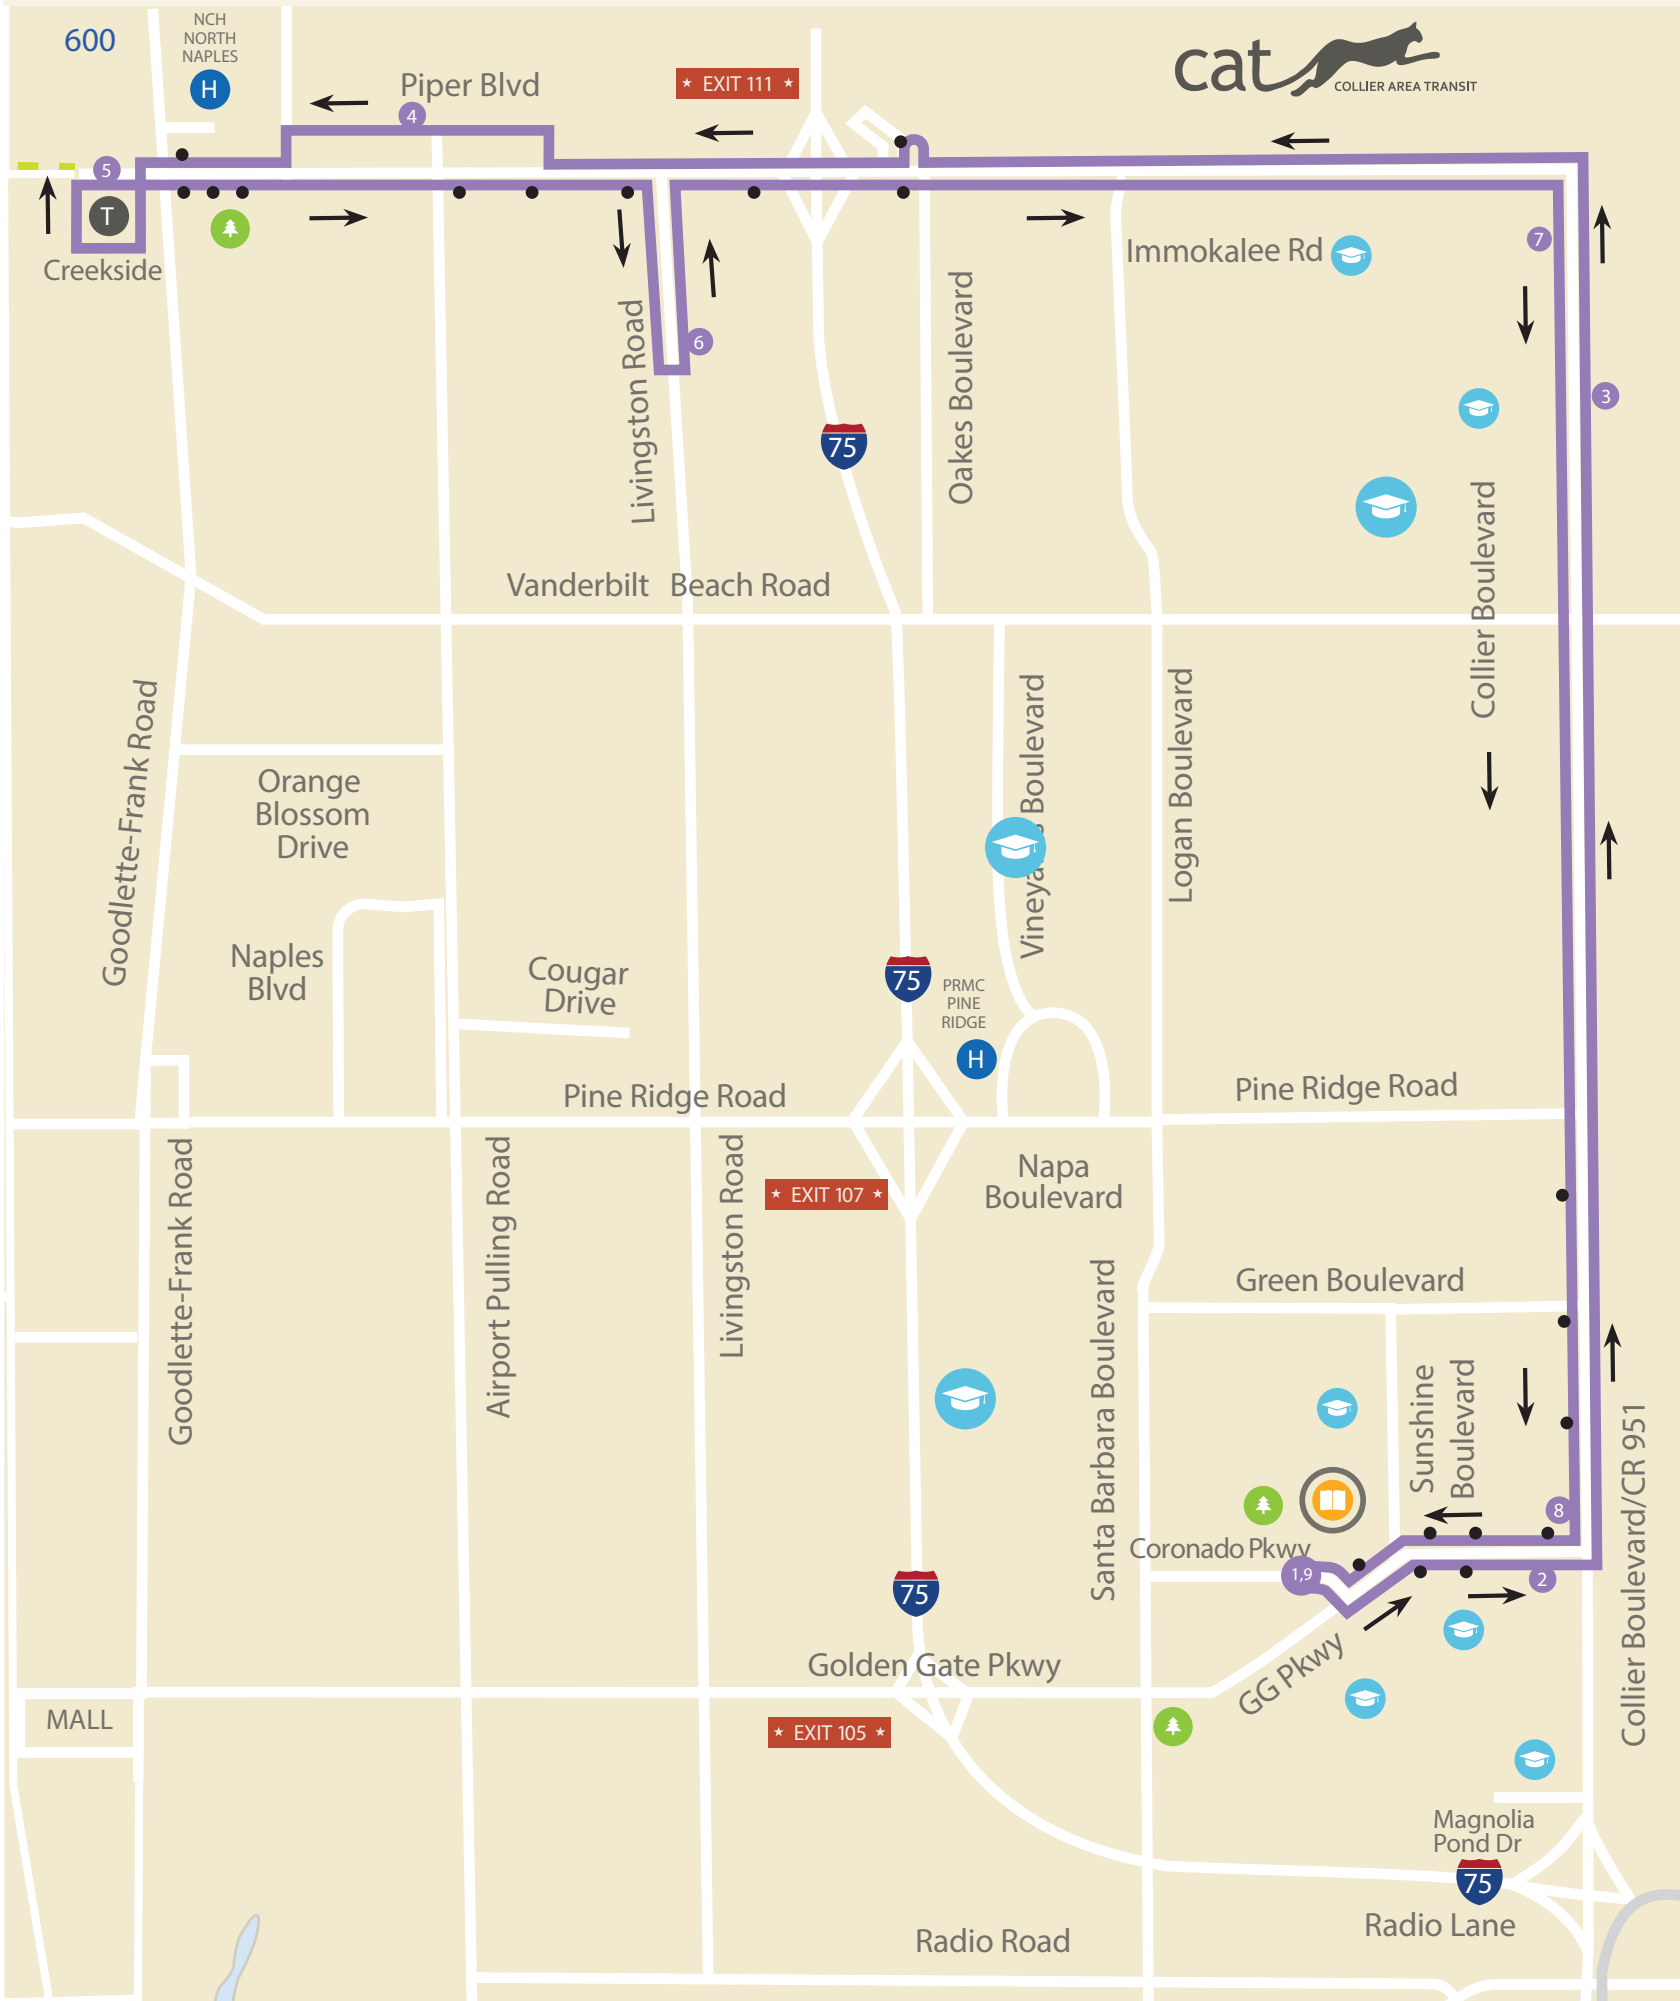 600
NCH
NORTH
NAPLES
H
Piper Blvd
4
★ EXIT 111 ★
cat
COLLIER AREA TRANSIT
5
T
Creekside
Immokalee Rd
7
6
3
Livingston Road
75
Oakes Boulevard
Collier Boulevard
Vanderbilt Beach Road
Goodlette-Frank Road
Orange
Blossom
Drive
Logan Boulevard
Vineya s Boulevard
Naples
Blvd
Cougar
Drive
75
PRMC
PINE
RIDGE
H
Pine Ridge Road
Pine Ridge Road
Goodlette-Frank Road
Airport Pulling Road
Livingston Road
★ EXIT 107 ★
Napa
Boulevard
Santa Barbara Boulevard
Green Boulevard
Sunshine
Boulevard
Collier Boulevard/CR 951
8
Coronado Pkwy
1,9
2
75
Golden Gate Pkwy
GG Pkwy
MALL
★ EXIT 105 ★
Magnolia
Pond Dr
75
Radio Lane
Radio Road